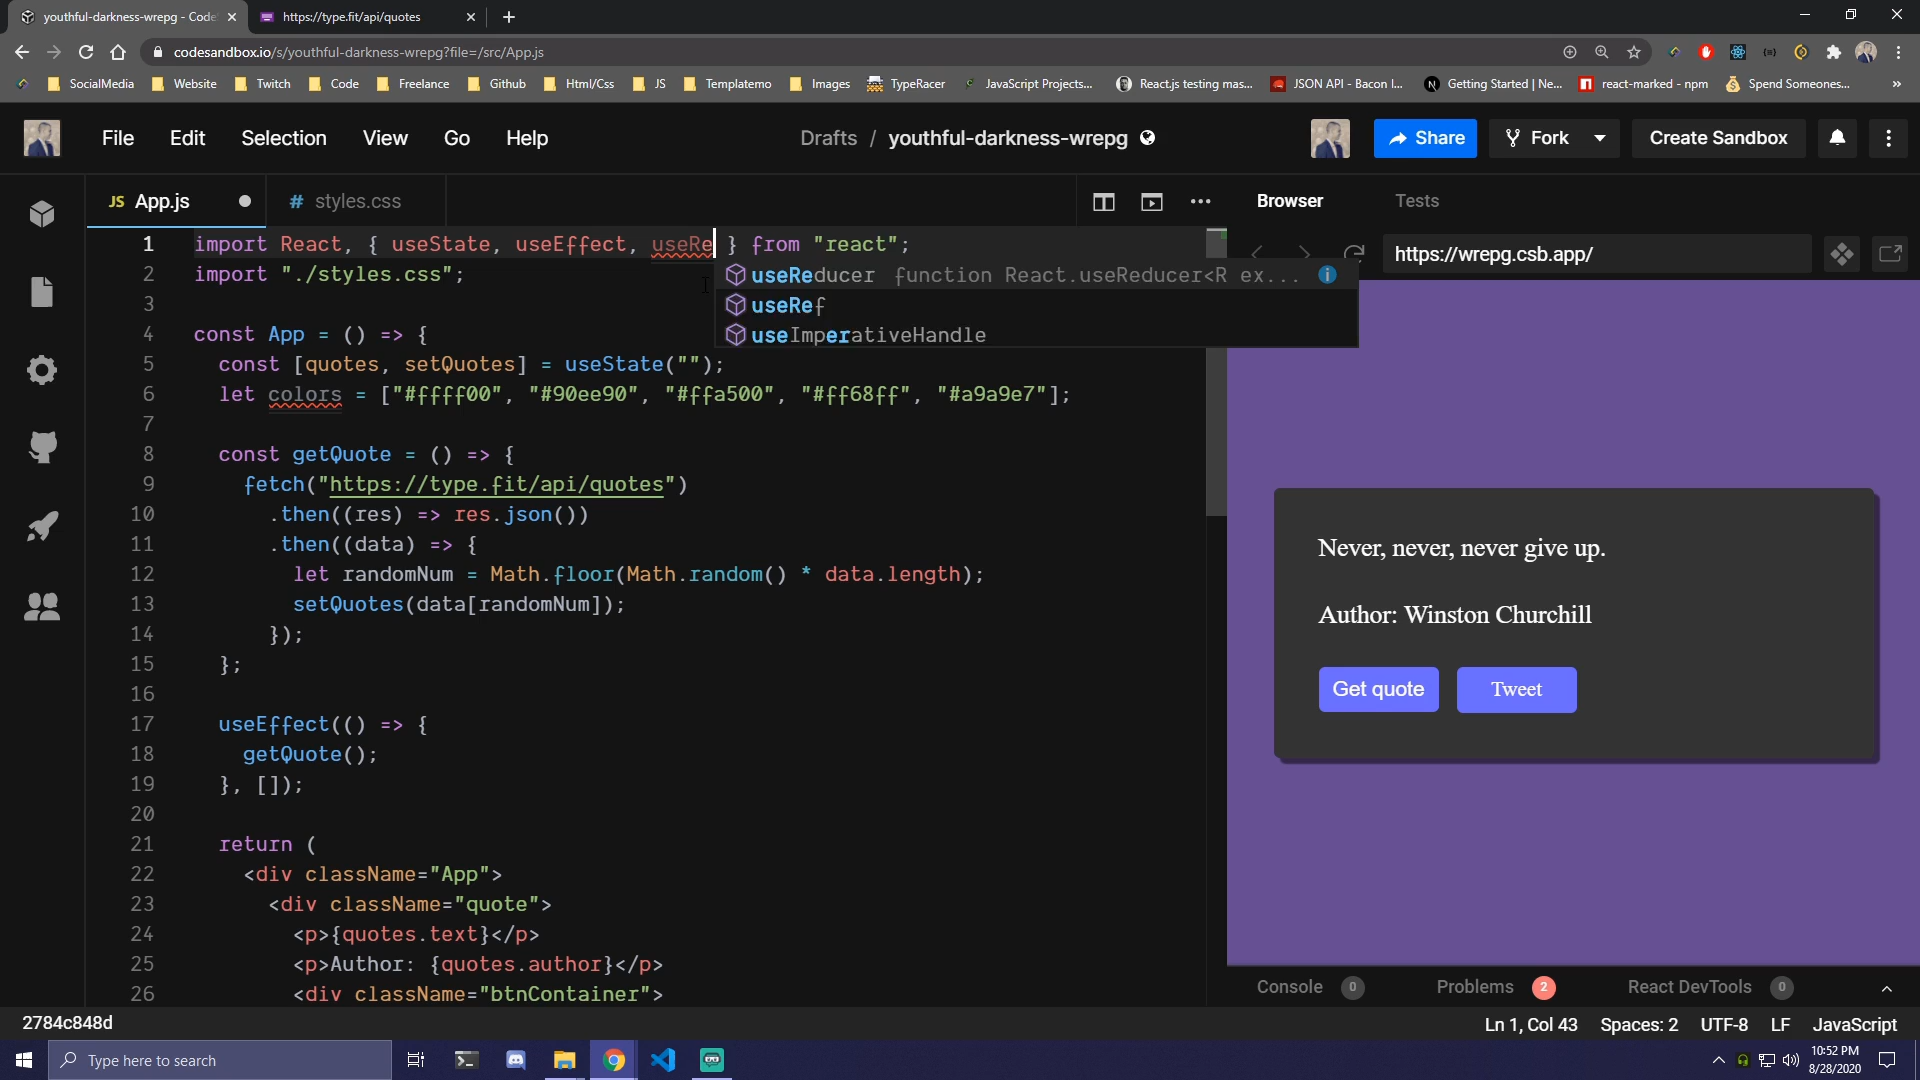 youthful-darkness-wrepg - Code
https://type.fit/api/quotes
codesandbox.io/s/youthful-darkness-wrepg?file=/src/App.js
SocialMedia Website Twitch Code Freelance Github Html/Css JS Templatemo Images TypeRacer JavaScript Projects... React.js testing mas... JSON API - Bacon I... Getting Started | Ne... react-marked - npm Spend Someones... »
File Edit Selection View Go Help
Drafts / youthful-darkness-wrepg
Share Fork Create Sandbox
JS App.js
# styles.css
Browser Tests
https://wrepg.csb.app/
1 import React, { useState, useEffect, useRe } from "react";
2 import "./styles.css";
useReducer function React.useReducer<R ex...
useRef
useImperativeHandle
3
4 const App = () => {
5 const [quotes, setQuotes] = useState("");
6 let colors = ["#ffff00", "#90ee90", "#ffa500", "#ff68ff", "#a9a9e7"];
7
8 const getQuote = () => {
9 fetch("https://type.fit/api/quotes")
10 .then((res) => res.json())
11 .then((data) => {
12 let randomNum = Math.floor(Math.random() * data.length);
13 setQuotes(data[randomNum]);
14 });
15 };
16
17 useEffect(() => {
18 getQuote();
19 }, []);
20
21 return (
22 <div className="App">
23 <div className="quote">
24 <p>{quotes.text}</p>
25 <p>Author: {quotes.author}</p>
26 <div className="btnContainer">
Never, never, never give up.
Author: Winston Churchill
Get quote Tweet
Console 0 Problems 2 React DevTools 0
2784c848d
Ln 1, Col 43 Spaces: 2 UTF-8 LF JavaScript
Type here to search
10:52 PM
8/28/2020